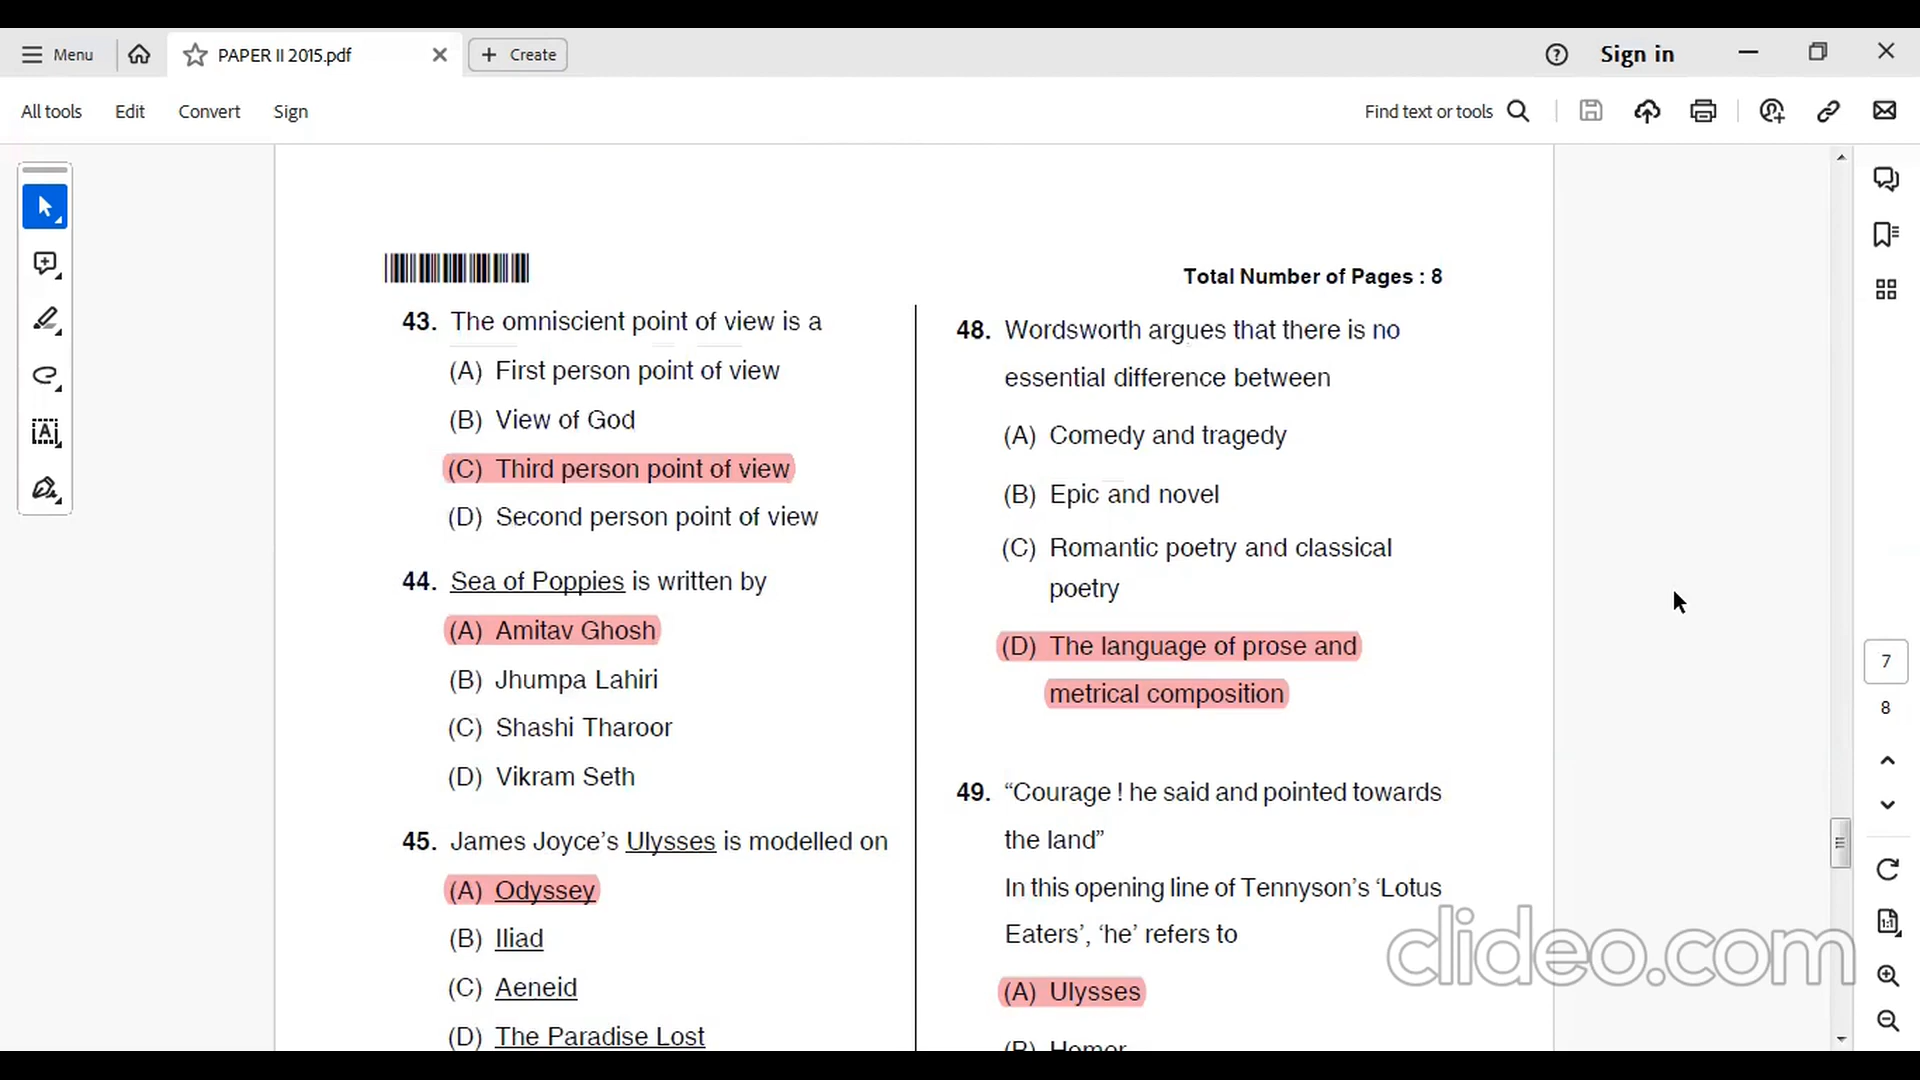 Menu
PAPER II 2015.pdf
Create
Sign in
All tools
Edit
Convert
Sign
Find text or tools
Total Number of Pages : 8
43. The omniscient point of view is a
(A) First person point of view
(B) View of God
(C) Third person point of view
(D) Second person point of view
44. Sea of Poppies is written by
(A) Amitav Ghosh
(B) Jhumpa Lahiri
(C) Shashi Tharoor
(D) Vikram Seth
45. James Joyce’s Ulysses is modelled on
(A) Odyssey
(B) Iliad
(C) Aeneid
(D) The Paradise Lost
48. Wordsworth argues that there is no
essential difference between
(A) Comedy and tragedy
(B) Epic and novel
(C) Romantic poetry and classical
poetry
(D) The language of prose and
metrical composition
49. “Courage ! he said and pointed towards
the land”
In this opening line of Tennyson’s ‘Lotus
Eaters’, ‘he’ refers to
(A) Ulysses
(B) Homer
7
8
1:1
clideo.com